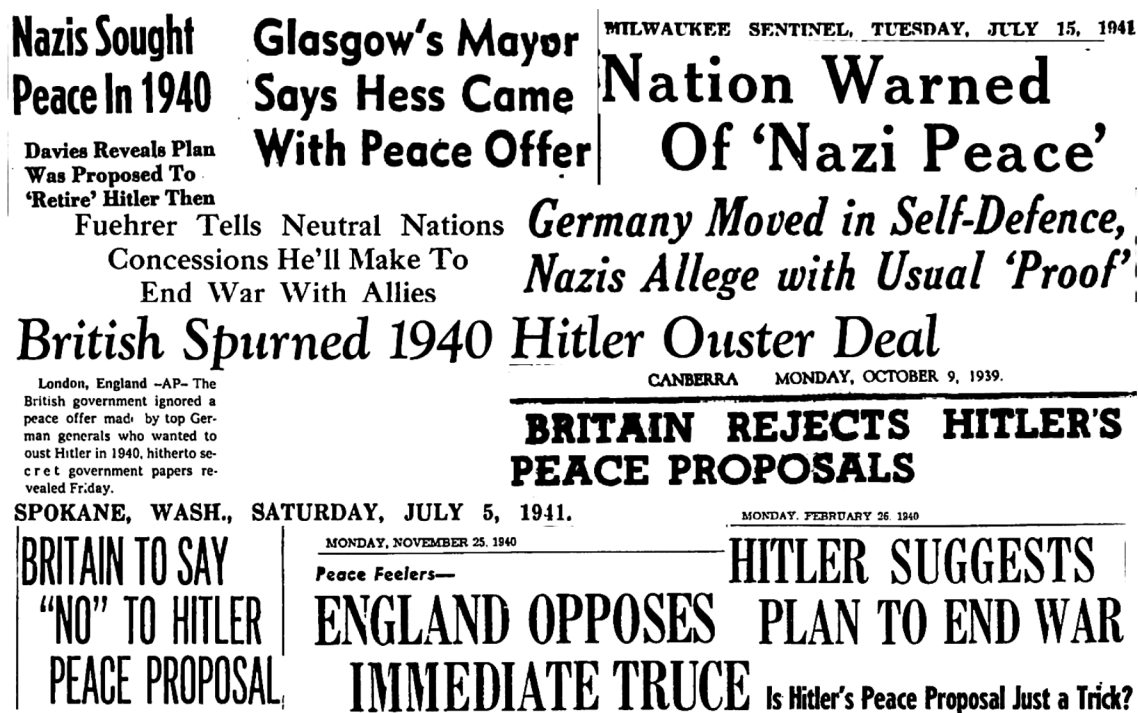 Nazis Sought
Peace In 1940
Davies Reveals Plan
Was Proposed To
‘Retire’ Hitler Then
Glasgow's Mayor
Says Hess Came
With Peace Offer
MILWAUKEE SENTINEL, TUESDAY, JULY 15, 1941
Nation Warned
Of ‘Nazi Peace’
Fuehrer Tells Neutral Nations
Concessions He'll Make To
End War With Allies
Germany Moved in Self-Defence,
Nazis Allege with Usual ‘Proof’
British Spurned 1940 Hitler Ouster Deal
London, England -AP- The
British government ignored a
peace offer mad by top Ger-
man generals who wanted to
oust Hitler in 1940, hitherto se-
cret government papers re-
vealed Friday.
CANBERRA MONDAY, OCTOBER 9, 1939.
BRITAIN REJECTS HITLER'S
PEACE PROPOSALS
SPOKANE, WASH., SATURDAY, JULY 5, 1941.
BRITAIN TO SAY
“NO” TO HITLER
PEACE PROPOSAL
MONDAY, NOVEMBER 25, 1940
Peace Feelers—
ENGLAND OPPOSES
IMMEDIATE TRUCE
MONDAY, FEBRUARY 26, 1940
HITLER SUGGESTS
PLAN TO END WAR
Is Hitler's Peace Proposal Just a Trick?